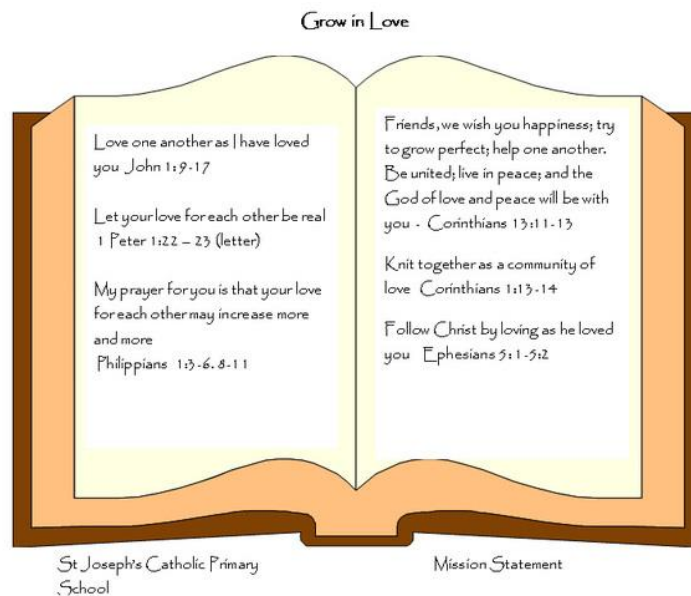 Grow in Love
Love one another as I have loved
you John 1:9-17
Let your love for each other be real
1 Peter 1:22 – 23 (letter)
My prayer for you is that your love
for each other may increase more
and more
Philippians 1:3-6. 8-11
Friends, we wish you happiness; try
to grow perfect; help one another.
Be united; live in peace; and the
God of love and peace will be with
you - Corinthians 13:11-13
Knit together as a community of
love Corinthians 1:13-14
Follow Christ by loving as he loved
you Ephesians 5:1-5:2
St Joseph's Catholic Primary
School
Mission Statement